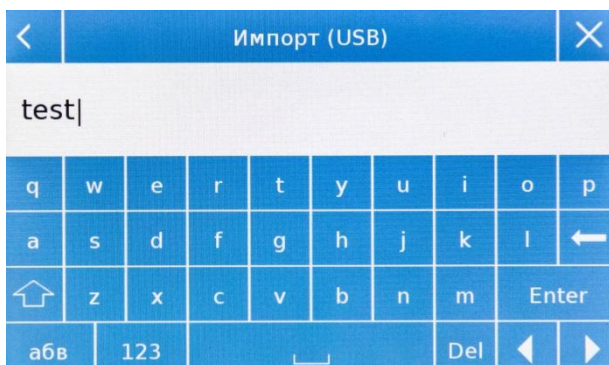 Импорт (USB)
test
q w e r t y u i o p
a s d f g h j k l
z x c v b n m Enter
абв 123 Del